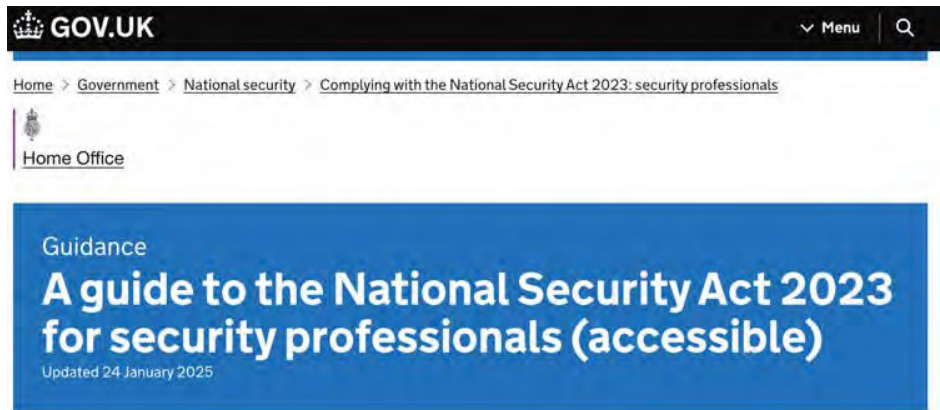 GOV.UK
Menu
Home > Government > National security > Complying with the National Security Act 2023: security professionals
Home Office
Guidance
A guide to the National Security Act 2023
for security professionals (accessible)
Updated 24 January 2025